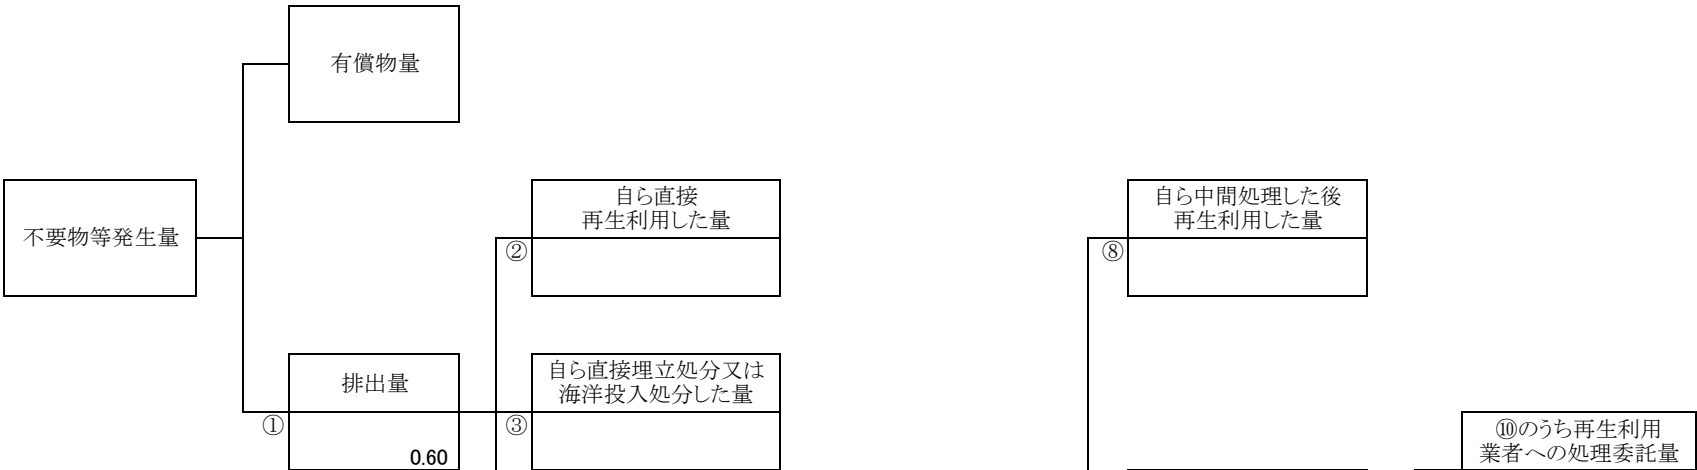 有償物量
不要物等発生量
自ら直接
再生利用した量
②
自ら中間処理した後
再生利用した量
⑧
排出量
①
0.60
自ら直接埋立処分又は
海洋投入処分した量
③
⑩のうち再生利用
業者への処理委託量